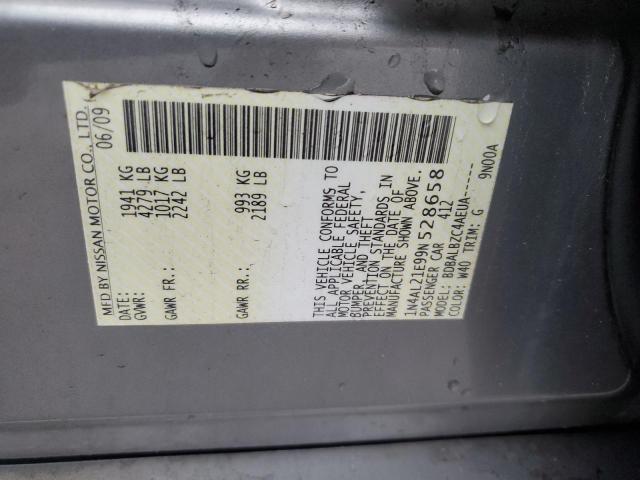 MFD BY NISSAN MOTOR CO., LTD.
DATE: 06/09
GVWR: 1941 KG
4279 LB
GAWR FR: 1017 KG
2242 LB
GAWR RR: 993 KG
2189 LB
THIS VEHICLE CONFORMS TO
ALL APPLICABLE FEDERAL
MOTOR VEHICLE SAFETY,
BUMPER, AND THEFT
PREVENTION STANDARDS IN
EFFECT ON THE DATE OF
MANUFACTURE SHOWN ABOVE.
1N4AL21E99N528658
PASSENGER CAR 412
MODEL: BDBALBZC4AEUA-----
COLOR: W40 TRIM: G 9N00A